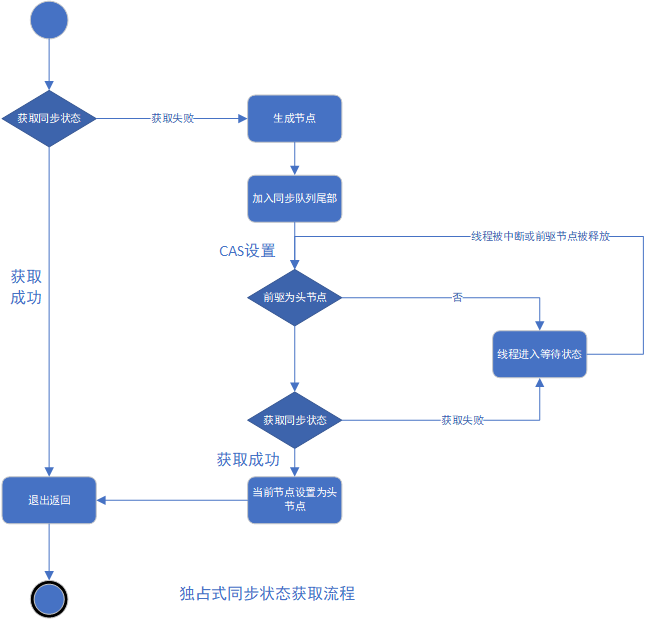 获取同步状态
获取失败
生成节点
加入同步队列尾部
线程被中断或前驱节点被释放
CAS设置
获取
成功
前驱为头节点
否
线程进入等待状态
获取同步状态
获取失败
获取成功
退出返回
当前节点设置为头
节点
独占式同步状态获取流程